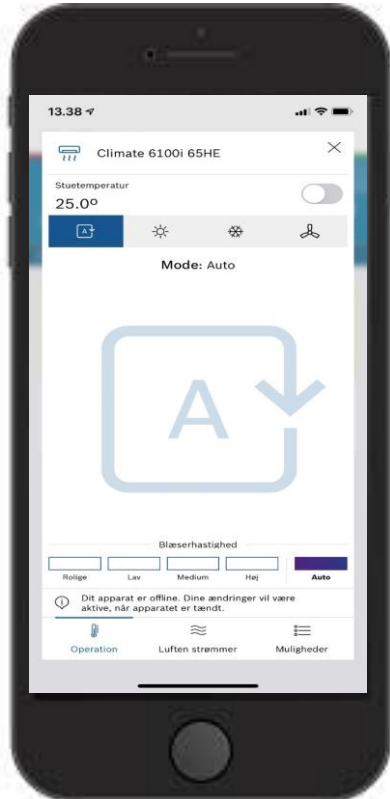 13.38
Climate 6100i 65HE
Stuetemperatur
25.0°
A
Mode: Auto
A
Blæserhastighed
Rolige Lav Medium Høj Auto
Dit apparat er offline. Dine ændringer vil være
aktive, når apparatet er tændt.
Operation Luften strømmer Muligheder